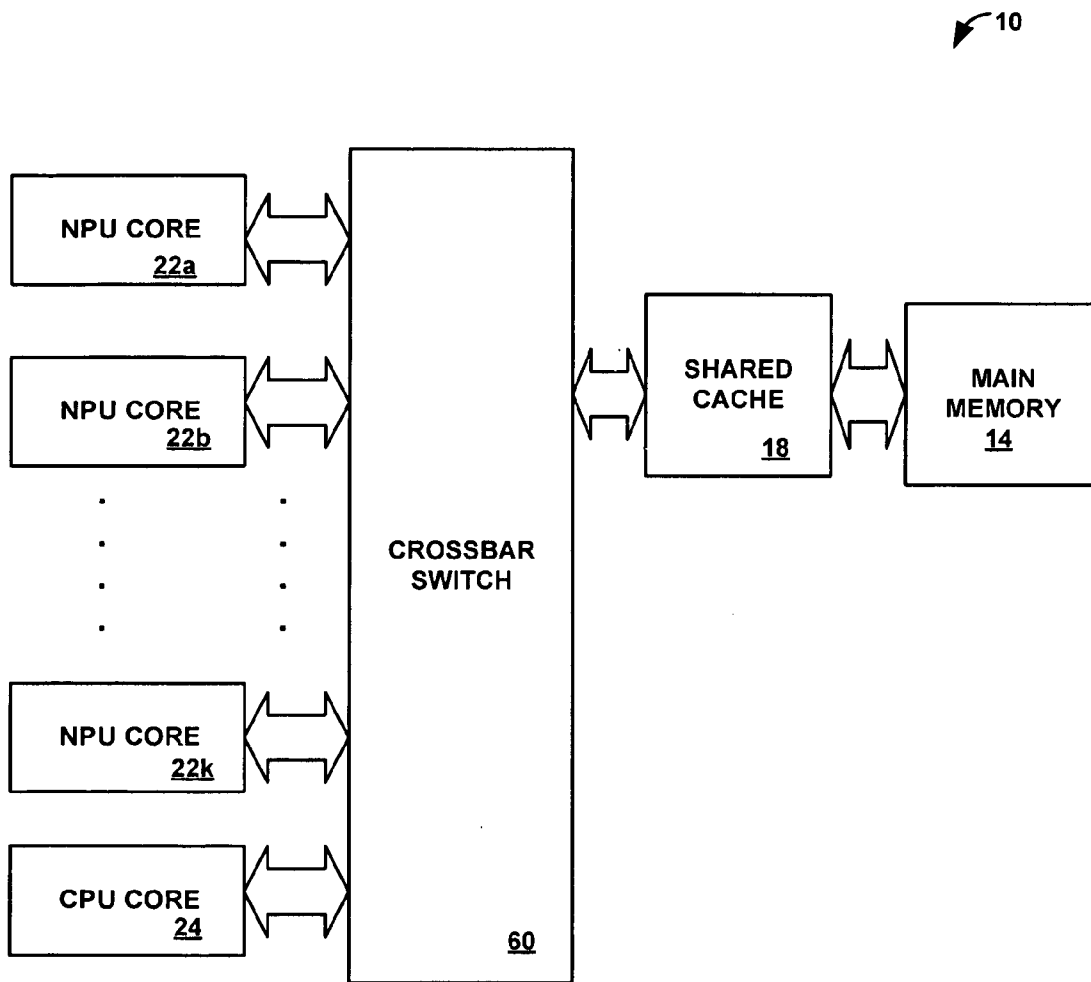 10
NPU CORE
22a
NPU CORE
22b
NPU CORE
22k
CPU CORE
24
CROSSBAR
SWITCH
60
SHARED
CACHE
18
MAIN
MEMORY
14